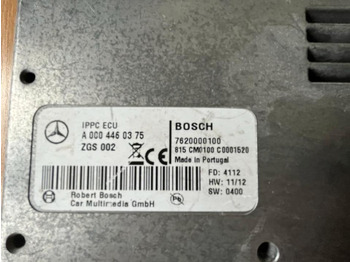 IPPC ECU
A 000 446 03 75
ZGS 002
BOSCH
7620000100
815 CM0100 C0001520
Made in Portugal
FD: 4112
HW: 11/12
SW: 0400
Robert Bosch
Car Multimedia GmbH
Pb